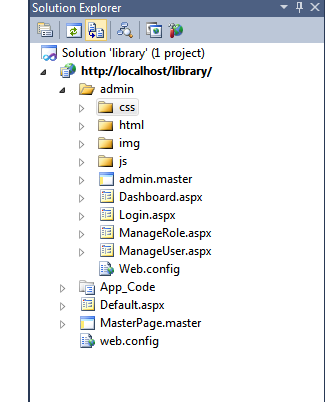 Solution Explorer
Solution 'library' (1 project)
http://localhost/library/
admin
css
html
img
js
admin.master
Dashboard.aspx
Login.aspx
ManageRole.aspx
ManageUser.aspx
Web.config
App_Code
Default.aspx
MasterPage.master
web.config